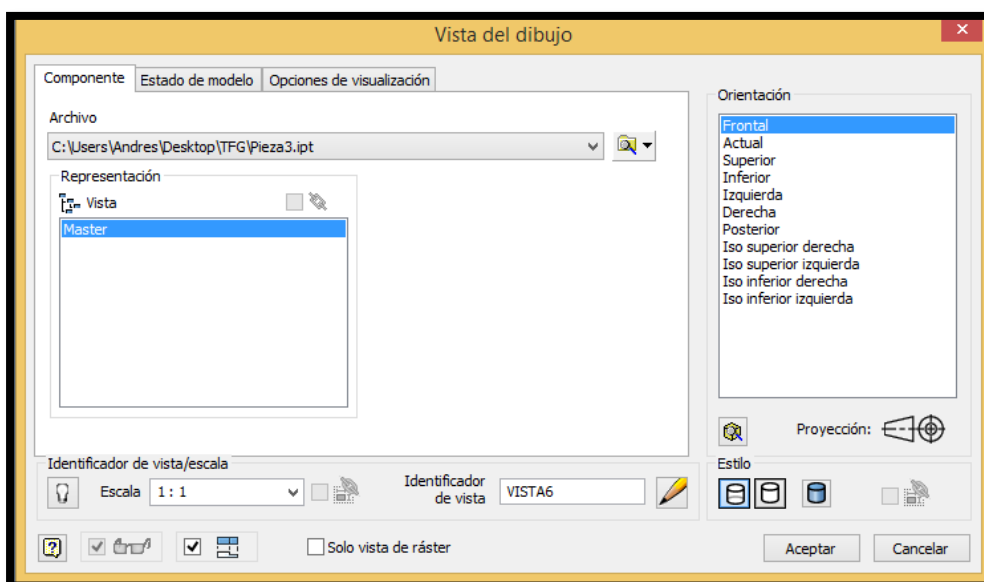 Vista del dibujo
Componente
Estado de modelo
Opciones de visualización
Archivo
C:\Users\Andres\Desktop\TFG\Pieza3.ipt
Representación
Vista
Master
Orientación
Frontal
Actual
Superior
Inferior
Izquierda
Derecha
Posterior
Iso superior derecha
Iso superior izquierda
Iso inferior derecha
Iso inferior izquierda
Proyección:
Identificador de vista/escala
Escala
1 : 1
Identificador
de vista
VISTA6
Estilo
Solo vista de ráster
Aceptar
Cancelar